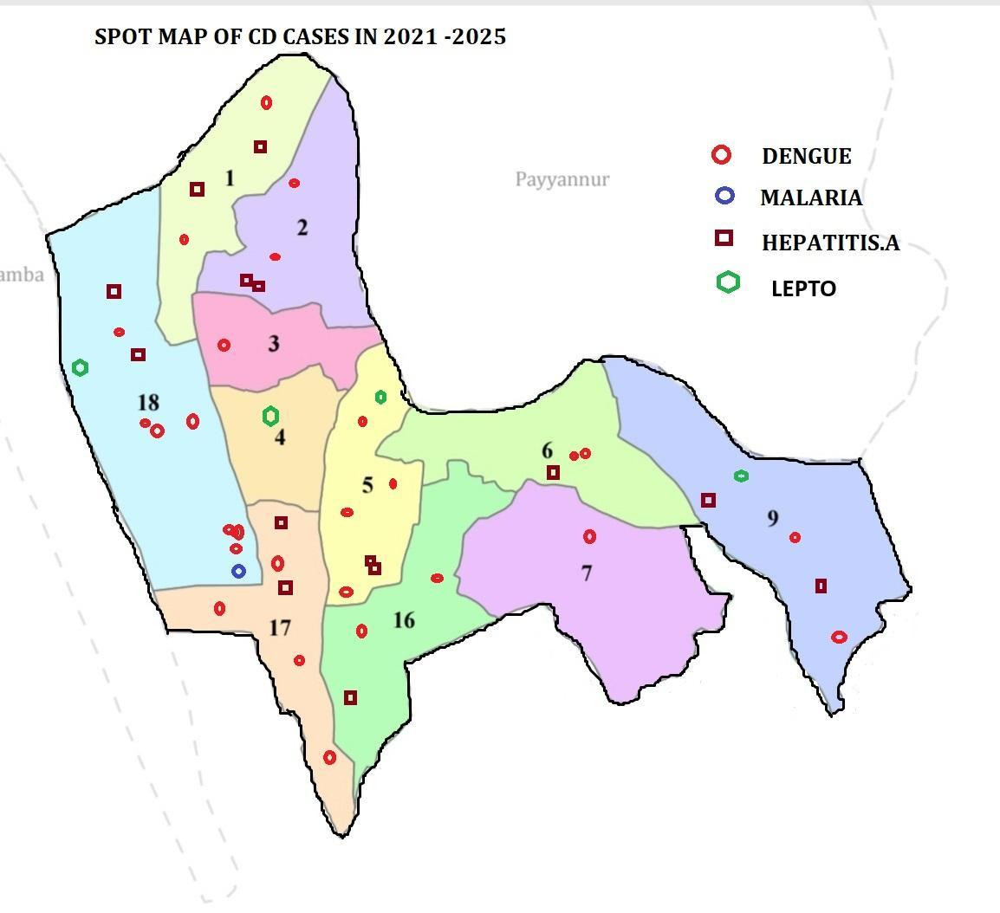 SPOT MAP OF CD CASES IN 2021 -2025
DENGUE
Payyannur
1
MALARIA
2
HEPATITIS.A
amba
LEPTO
3
18
4
6
5
9
7
16
17